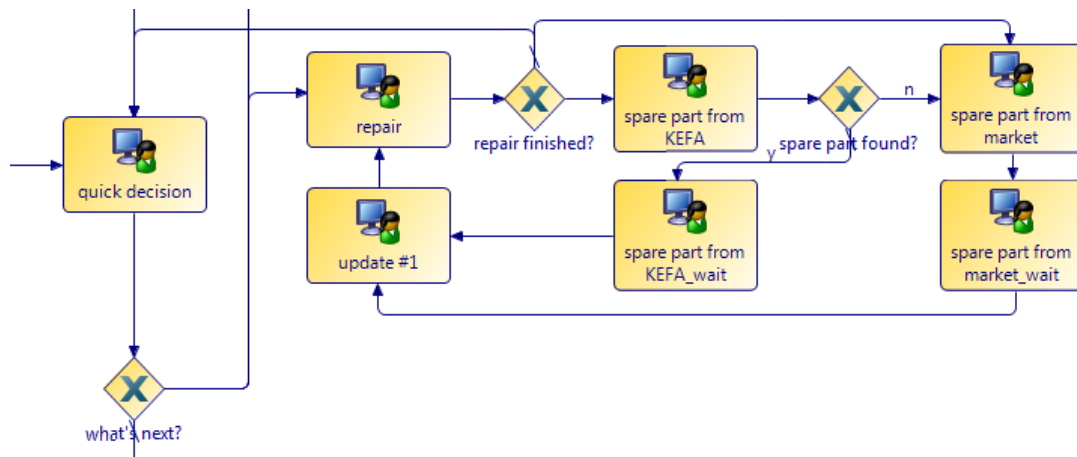 repair
repair finished?
spare part from
KEFA
n
spare part found?
spare part from
market
y
quick decision
update #1
spare part from
KEFA_wait
spare part from
market_wait
what's next?